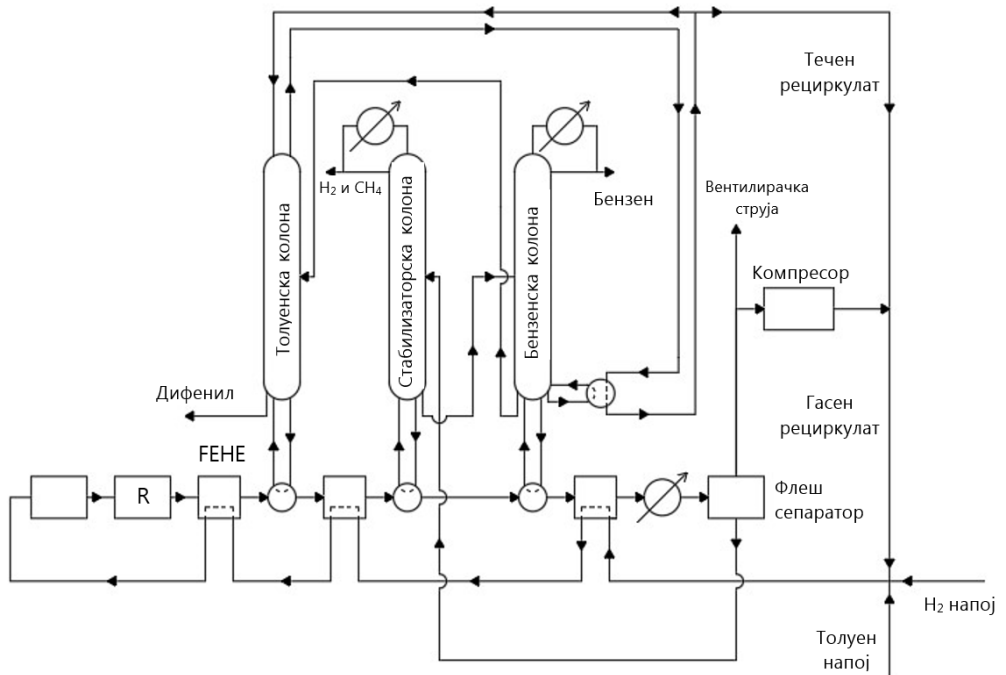 Течен
рециркулат
H₂ и CH₄
Бензен
Вентилирачка
струја
Компресор
Толуенска колона
Стабилизаторска колона
Бензенска колона
Дифенил
Гасен
рециркулат
FEHE
R
Флеш
сепаратор
H₂ напој
Толуен
напој